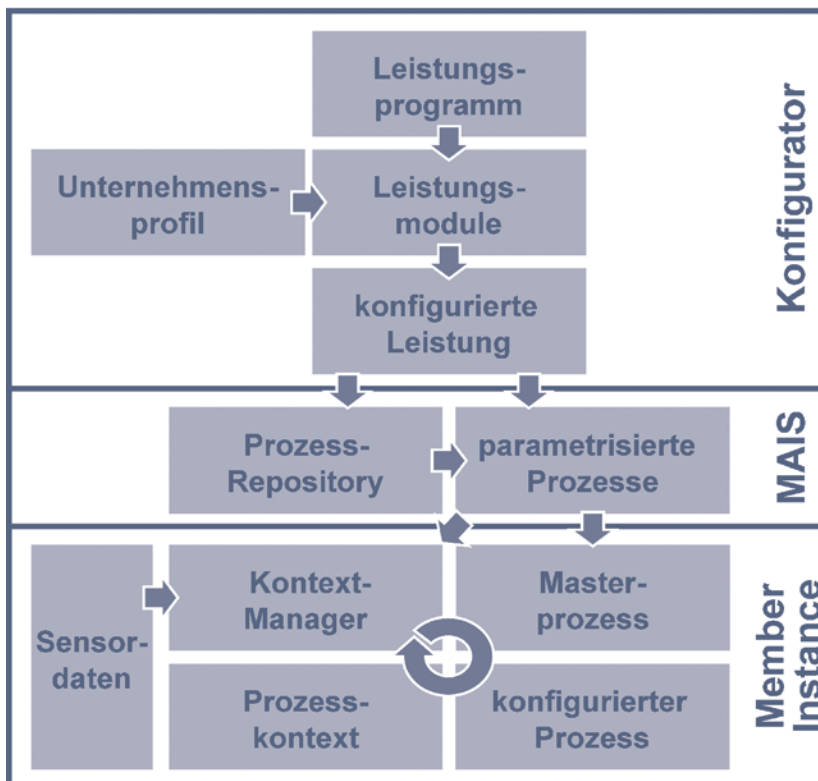 Leistungs-
programm
Unternehmens-
profil
Leistungs-
module
konfigurierte
Leistung
Konfigurator
Prozess-
Repository
parametrisierte
Prozesse
MAIS
Sensor-
daten
Kontext-
Manager
Master-
prozess
Prozess-
kontext
konfigurierter
Prozess
Member
Instance